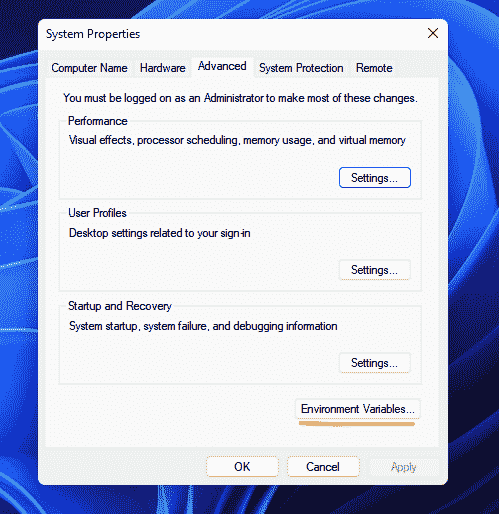 System Properties
Computer Name Hardware Advanced System Protection Remote
You must be logged on as an Administrator to make most of these changes.
Performance
Visual effects, processor scheduling, memory usage, and virtual memory
Settings...
User Profiles
Desktop settings related to your sign-in
Settings...
Startup and Recovery
System startup, system failure, and debugging information
Settings...
Environment Variables...
OK Cancel Apply